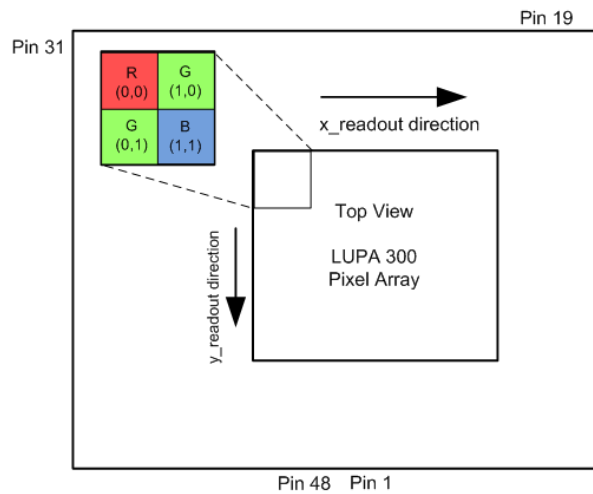 Pin 19
Pin 31
R
(0,0)
G
(1,0)
G
(0,1)
B
(1,1)
x_readout direction
Top View
LUPA 300
Pixel Array
y_readout direction
Pin 48 Pin 1